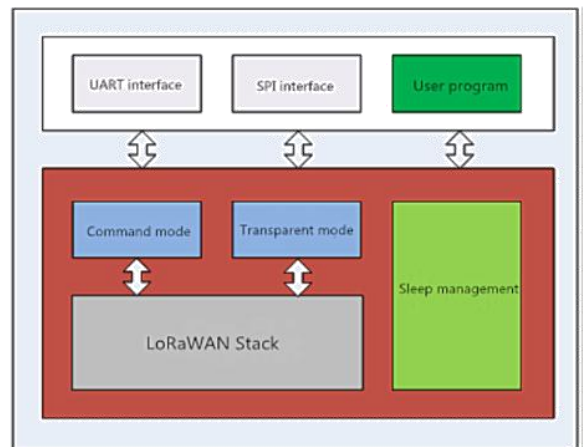 UART interface
SPI interface
User program
Command mode
Transparent mode
Sleep management
LoRaWAN Stack